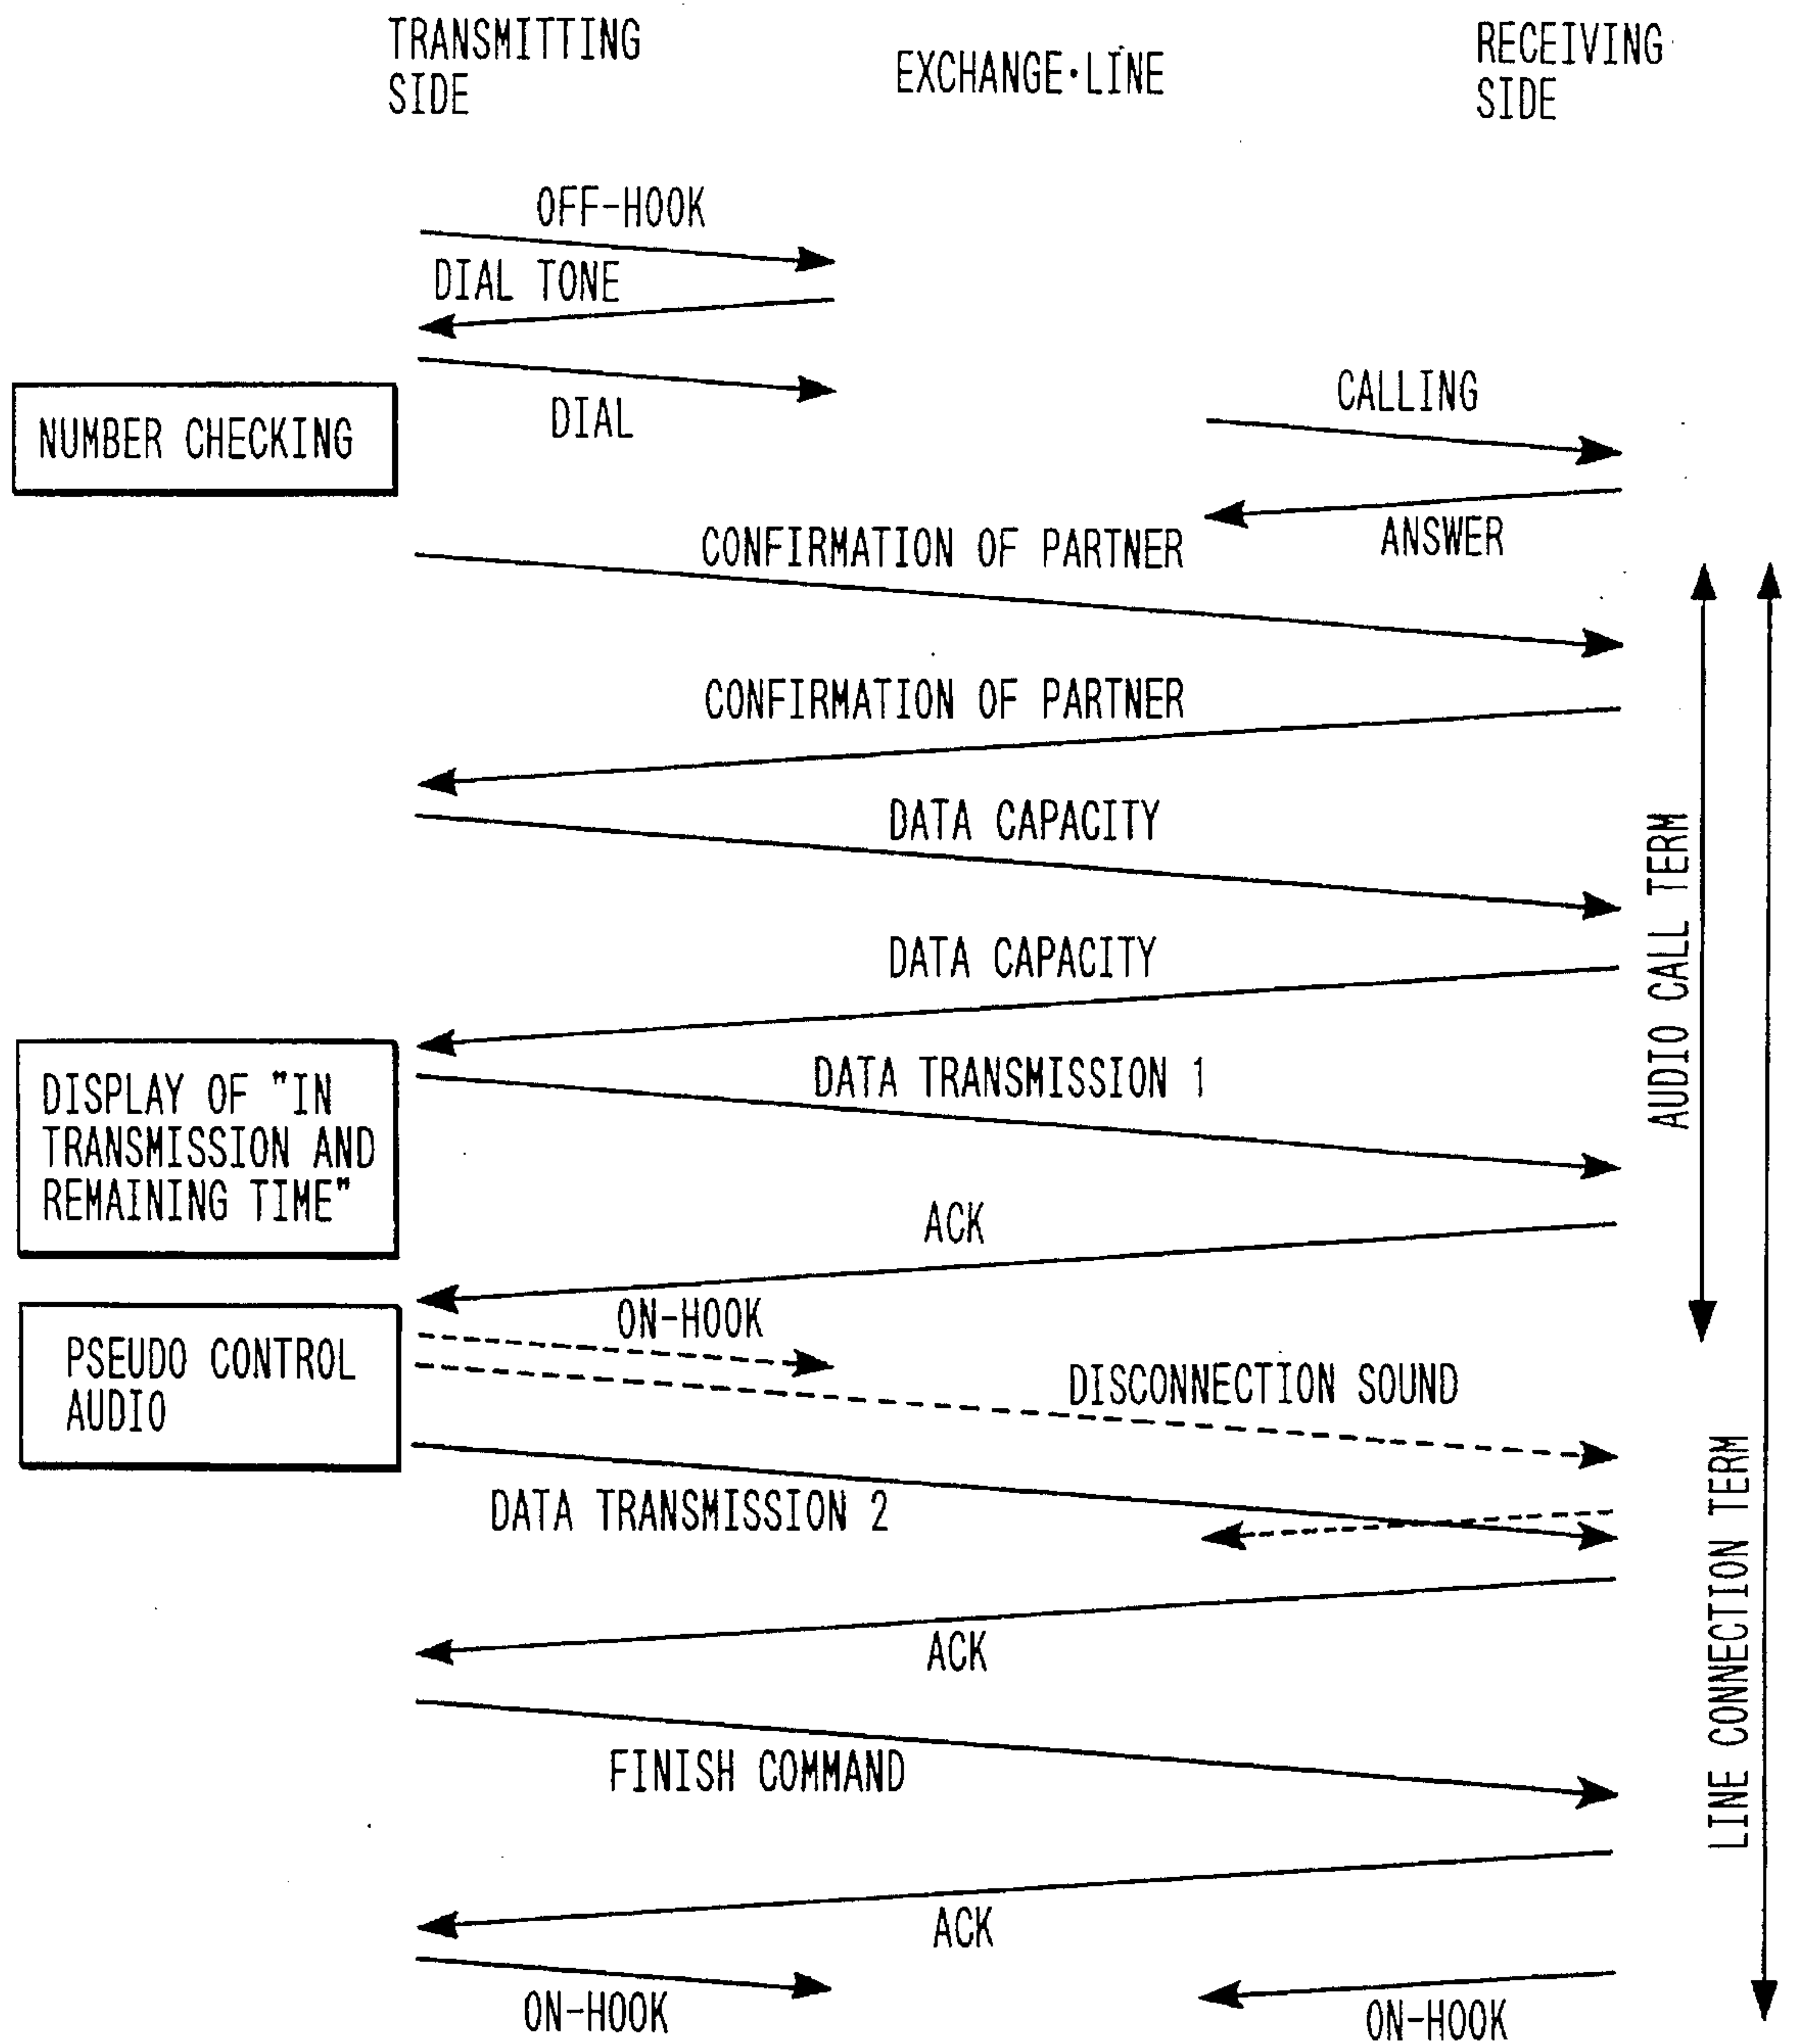 TRANSMITTING
SIDE
EXCHANGE·LINE
RECEIVING
SIDE
OFF-HOOK
DIAL TONE
DIAL
NUMBER CHECKING
CALLING
ANSWER
CONFIRMATION OF PARTNER
CONFIRMATION OF PARTNER
DATA CAPACITY
DATA CAPACITY
AUDIO CALL TERM
DISPLAY OF "IN
TRANSMISSION AND
REMAINING TIME"
DATA TRANSMISSION 1
ACK
ON-HOOK
PSEUDO CONTROL
AUDIO
DISCONNECTION SOUND
DATA TRANSMISSION 2
LINE CONNECTION TERM
ACK
FINISH COMMAND
ACK
ON-HOOK
ON-HOOK